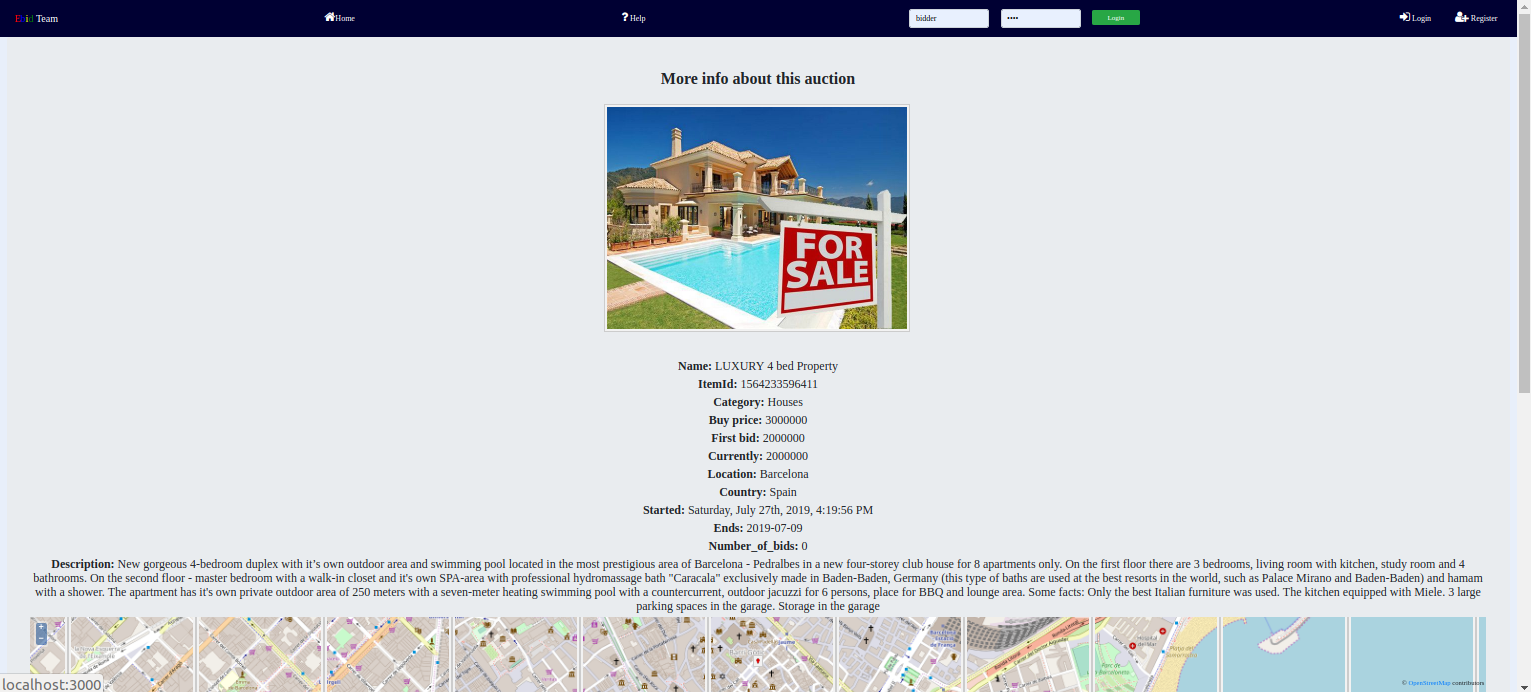 Ebid Team Home Help bidder •••• Login Login Register
More info about this auction
FOR
SALE
Name: LUXURY 4 bed Property
ItemId: 1564233596411
Category: Houses
Buy price: 3000000
First bid: 2000000
Currently: 2000000
Location: Barcelona
Country: Spain
Started: Saturday, July 27th, 2019, 4:19:56 PM
Ends: 2019-07-09
Number_of_bids: 0
Description: New gorgeous 4-bedroom duplex with it’s own outdoor area and swimming pool located in the most prestigious area of Barcelona - Pedralbes in a new four-storey club house for 8 apartments only. On the first floor there are 3 bedrooms, living room with kitchen, study room and 4
bathrooms. On the second floor - master bedroom with a walk-in closet and it's own SPA-area with professional hydromassage bath "Caracala" exclusively made in Baden-Baden, Germany (this type of baths are used at the best resorts in the world, such as Palace Mirano and Baden-Baden) and hamam
with a shower. The apartment has it's own private outdoor area of 250 meters with a seven-meter heating swimming pool with a countercurrent, outdoor jacuzzi for 6 persons, place for BBQ and lounge area. Some facts: Only the best Italian furniture was used. The kitchen equipped with Miele. 3 large
parking spaces in the garage. Storage in the garage
+
−
© OpenStreetMap contributors
localhost:3000